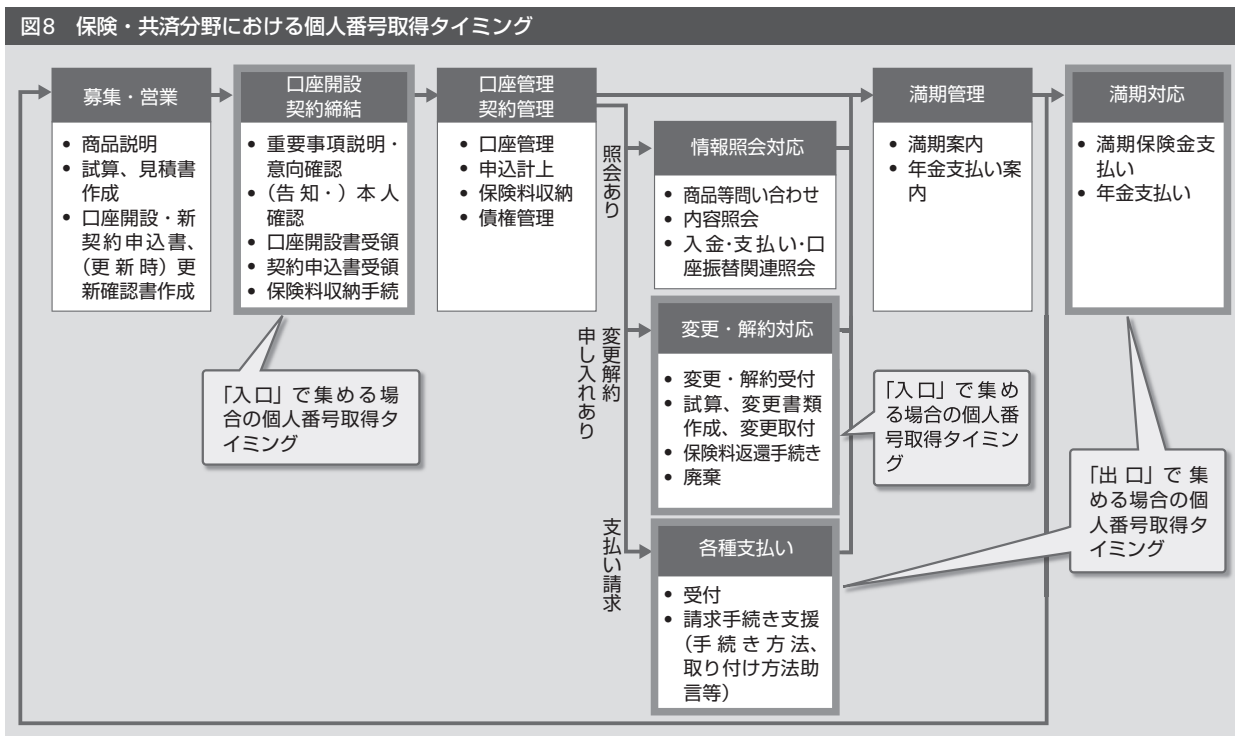 図8 保険・共済分野における個人番号取得タイミング
募集・営業
• 商品説明
• 試算、見積書
作成
• 口座開設・新
契約申込書、
(更新時)更
新確認書作成
口座開設
契約締結
• 重要事項説明・
意向確認
• (告知・)本人
確認
• 口座開設書受領
• 契約申込書受領
• 保険料収納手続
「入口」で集める場
合の個人番号取得タ
イミング
口座管理
契約管理
• 口座管理
• 申込計上
• 保険料収納
• 債権管理
照会あり
情報照会対応
• 商品等問い合わせ
• 内容照会
• 入金・支払い・口
座振替関連照会
変更解約
申し入れあり
変更・解約対応
• 変更・解約受付
• 試算、変更書類
作成、変更取付
• 保険料返還手続き
• 廃棄
「入口」で集め
る場合の個人番
号取得タイミン
グ
支払い請求
各種支払い
• 受付
• 請求手続き支援
(手続き方法、
取り付け方法助
言等)
満期管理
• 満期案内
• 年金支払い案
内
満期対応
• 満期保険金支
払い
• 年金支払い
「出口」で集
める場合の個
人番号取得タ
イミング